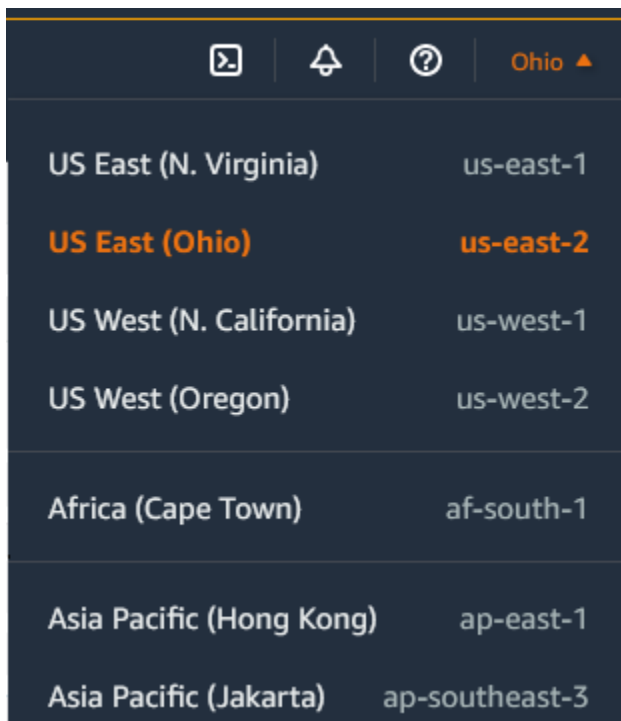 Ohio
US East (N. Virginia) us-east-1
US East (Ohio) us-east-2
US West (N. California) us-west-1
US West (Oregon) us-west-2
Africa (Cape Town) af-south-1
Asia Pacific (Hong Kong) ap-east-1
Asia Pacific (Jakarta) ap-southeast-3